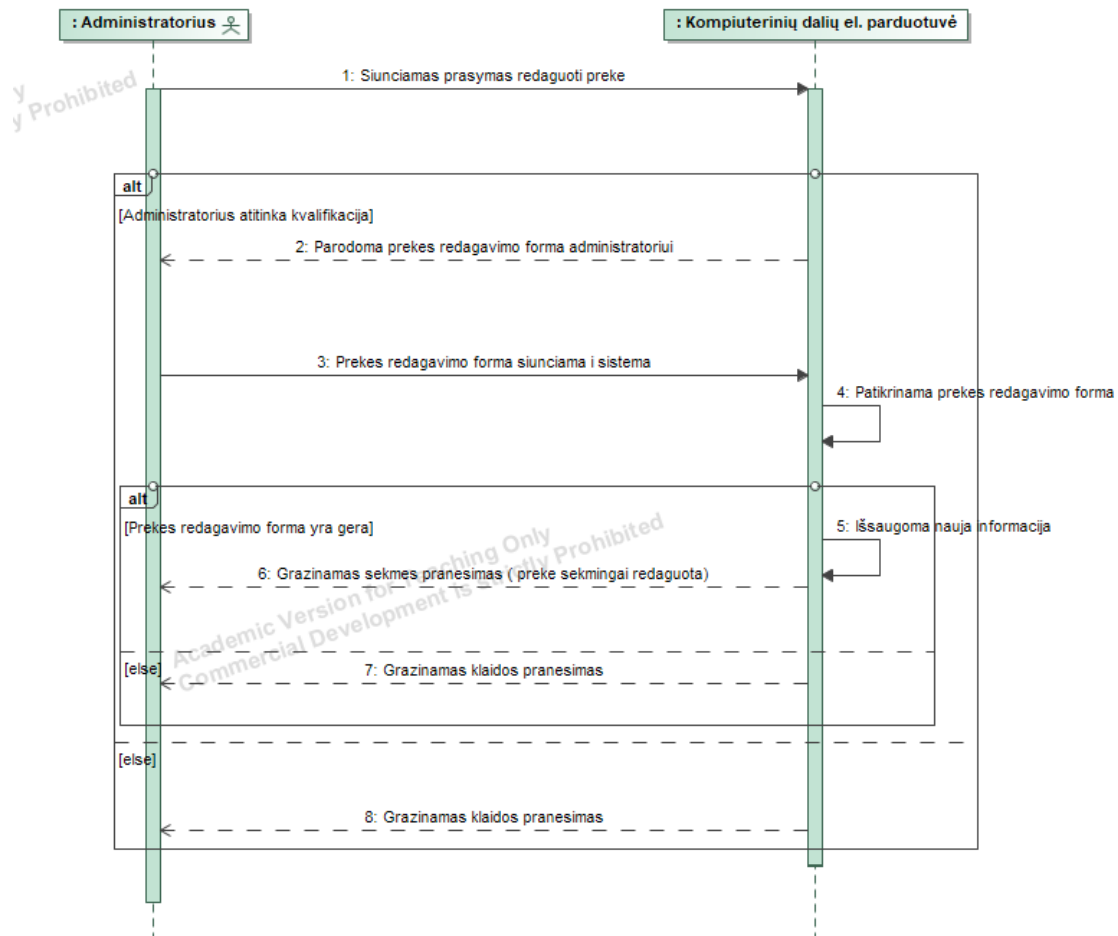 : Administratorius
: Kompiuterinių dalių el. parduotuvė
1: Siunciamas prasymas redaguoti preke
y
y Prohibited
alt
[Administratorius atitinka kvalifikacija]
2: Parodoma prekes redagavimo forma administratoriui
3: Prekes redagavimo forma siunciama i sistema
4: Patikrinama prekes redagavimo forma
alt
[Prekes redagavimo forma yra gera]
5: Išsaugoma nauja informacija
6: Grazinamas sekmes pranesimas ( preke sekmingai redaguota)
Academic Version for Teaching Only
Commercial Development is Strictly Prohibited
[else]
7: Grazinamas klaidos pranesimas
[else]
8: Grazinamas klaidos pranesimas